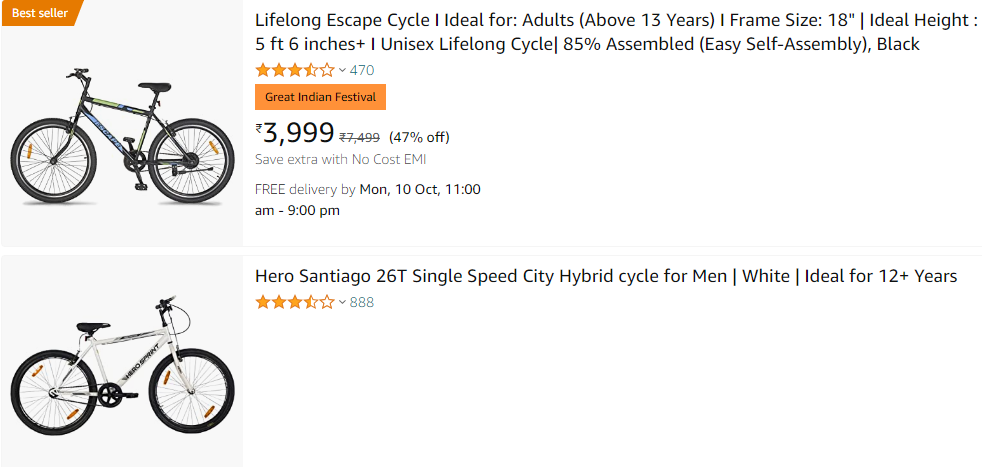 Best seller
Lifelong Escape Cycle I Ideal for: Adults (Above 13 Years) I Frame Size: 18" | Ideal Height :
5 ft 6 inches+ I Unisex Lifelong Cycle| 85% Assembled (Easy Self-Assembly), Black
470
Great Indian Festival
₹3,999 ₹7,499 (47% off)
Save extra with No Cost EMI
FREE delivery by Mon, 10 Oct, 11:00
am - 9:00 pm
Hero Santiago 26T Single Speed City Hybrid cycle for Men | White | Ideal for 12+ Years
888
HERO SPRINT